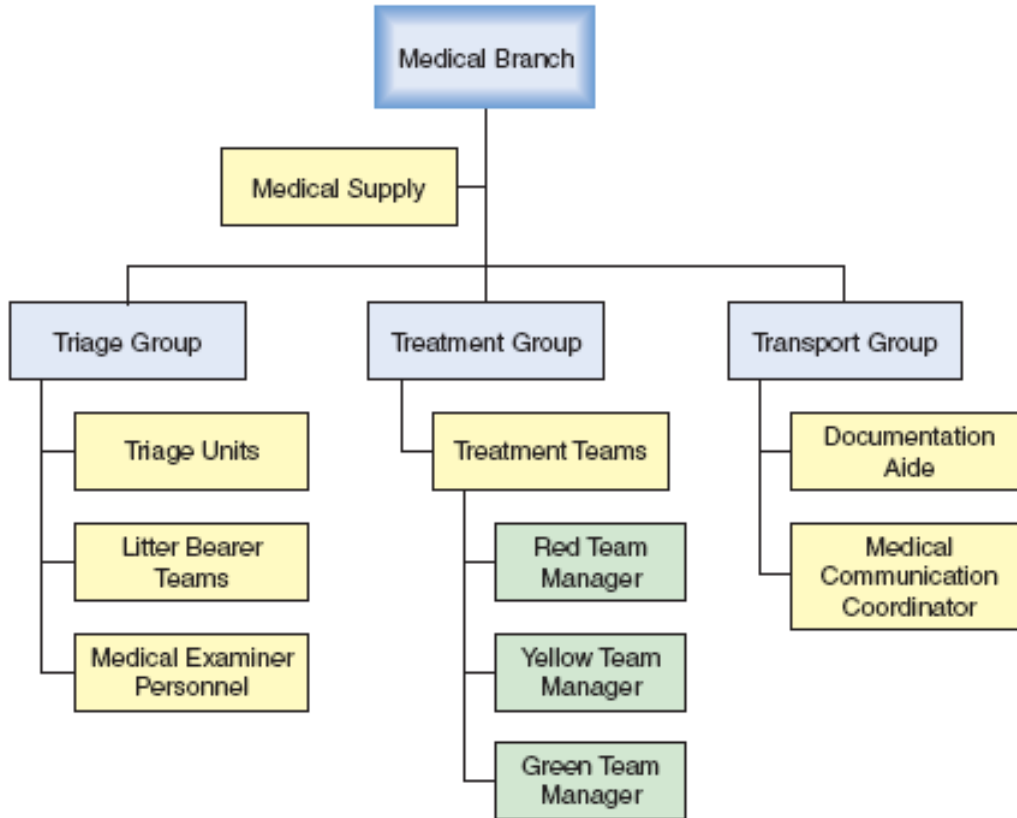 Medical Branch
Medical Supply
Triage Group
Treatment Group
Transport Group
Triage Units
Treatment Teams
Documentation
Aide
Litter Bearer
Teams
Red Team
Manager
Medical
Communication
Coordinator
Medical Examiner
Personnel
Yellow Team
Manager
Green Team
Manager